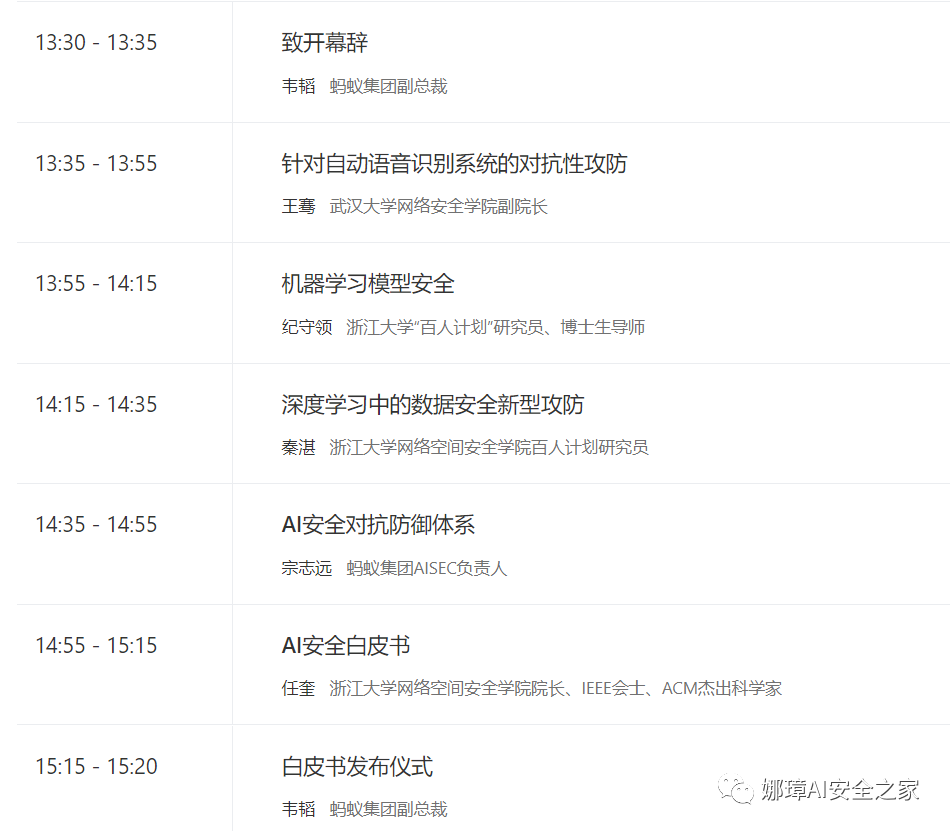 13:30 - 13:35
致开幕辞
韦韬 蚂蚁集团副总裁
13:35 - 13:55
针对自动语音识别系统的对抗性攻防
王骞 武汉大学网络安全学院副院长
13:55 - 14:15
机器学习模型安全
纪守领 浙江大学“百人计划”研究员、博士生导师
14:15 - 14:35
深度学习中的数据安全新型攻防
秦湛 浙江大学网络空间安全学院百人计划研究员
14:35 - 14:55
AI安全对抗防御体系
宗志远 蚂蚁集团AISEC负责人
14:55 - 15:15
AI安全白皮书
任奎 浙江大学网络空间安全学院院长、IEEE会士、ACM杰出科学家
15:15 - 15:20
白皮书发布仪式
韦韬 蚂蚁集团副总裁
娜璋AI安全之家